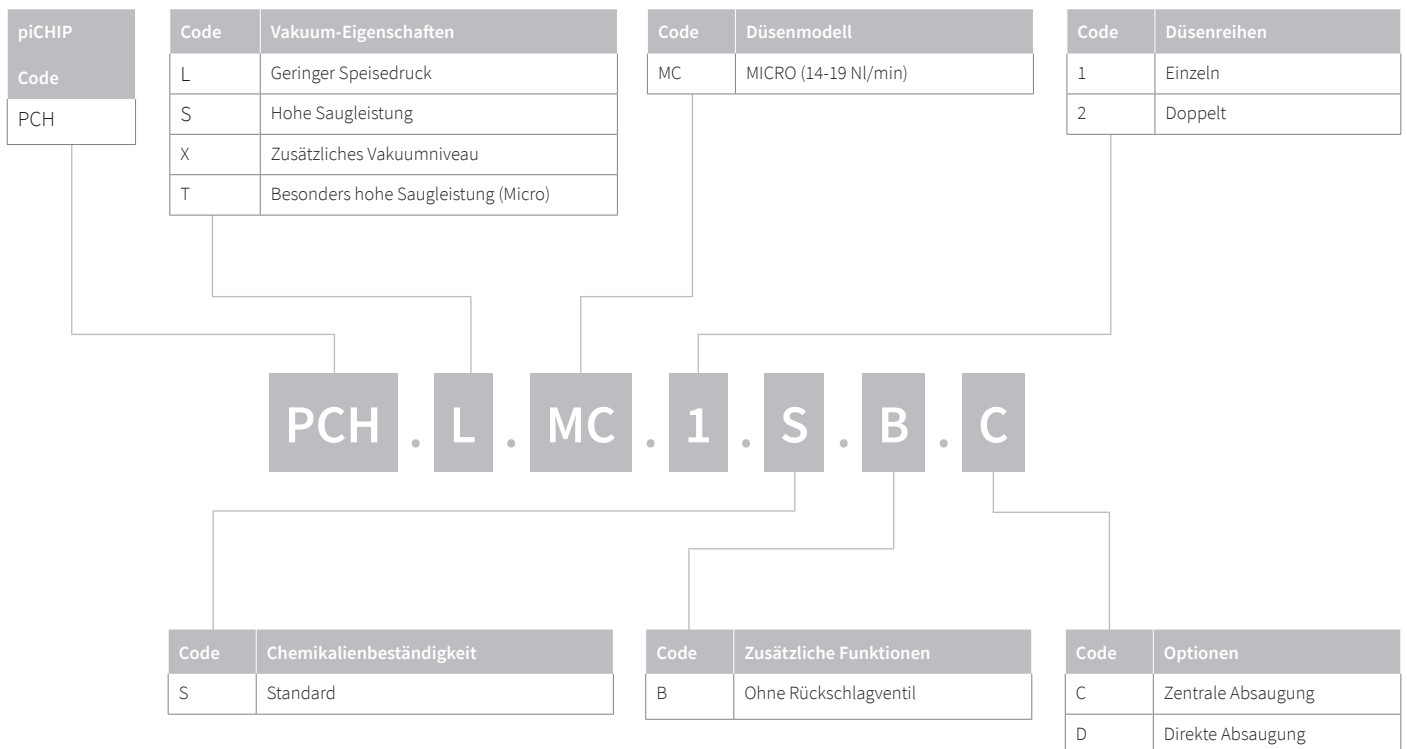 piCHIP
Code
PCH
Code Vakuum-Eigenschaften
L Geringer Speisedruck
S Hohe Saugleistung
X Zusätzliches Vakuumniveau
T Besonders hohe Saugleistung (Micro)
Code Düsenmodell
MC MICRO (14-19 Nl/min)
Code Düsenreihen
1 Einzeln
2 Doppelt
PCH . L . MC . 1 . S . B . C
Code Chemikalienbeständigkeit
S Standard
Code Zusätzliche Funktionen
B Ohne Rückschlagventil
Code Optionen
C Zentrale Absaugung
D Direkte Absaugung